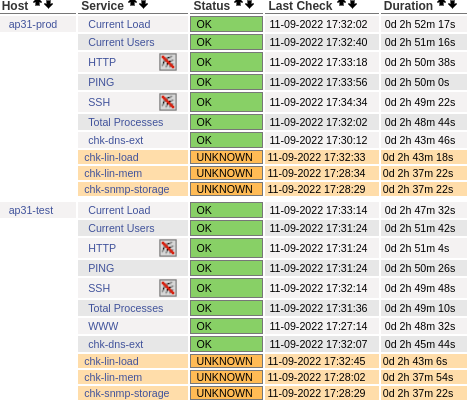 Host Service Status Last Check Duration
ap31-prod Current Load OK 11-09-2022 17:32:02 0d 2h 52m 17s
Current Users OK 11-09-2022 17:32:40 0d 2h 51m 16s
HTTP OK 11-09-2022 17:33:18 0d 2h 50m 38s
PING OK 11-09-2022 17:33:56 0d 2h 50m 0s
SSH OK 11-09-2022 17:34:34 0d 2h 49m 22s
Total Processes OK 11-09-2022 17:32:02 0d 2h 48m 44s
chk-dns-ext OK 11-09-2022 17:30:12 0d 2h 43m 46s
chk-lin-load UNKNOWN 11-09-2022 17:32:33 0d 2h 43m 18s
chk-lin-mem UNKNOWN 11-09-2022 17:28:34 0d 2h 37m 22s
chk-snmp-storage UNKNOWN 11-09-2022 17:28:29 0d 2h 37m 22s
ap31-test Current Load OK 11-09-2022 17:33:14 0d 2h 47m 32s
Current Users OK 11-09-2022 17:31:24 0d 2h 51m 42s
HTTP OK 11-09-2022 17:31:24 0d 2h 51m 4s
PING OK 11-09-2022 17:31:24 0d 2h 50m 26s
SSH OK 11-09-2022 17:32:14 0d 2h 49m 48s
Total Processes OK 11-09-2022 17:31:36 0d 2h 49m 10s
WWW OK 11-09-2022 17:27:14 0d 2h 48m 32s
chk-dns-ext OK 11-09-2022 17:32:07 0d 2h 45m 44s
chk-lin-load UNKNOWN 11-09-2022 17:32:45 0d 2h 43m 6s
chk-lin-mem UNKNOWN 11-09-2022 17:28:02 0d 2h 37m 54s
chk-snmp-storage UNKNOWN 11-09-2022 17:28:29 0d 2h 37m 22s